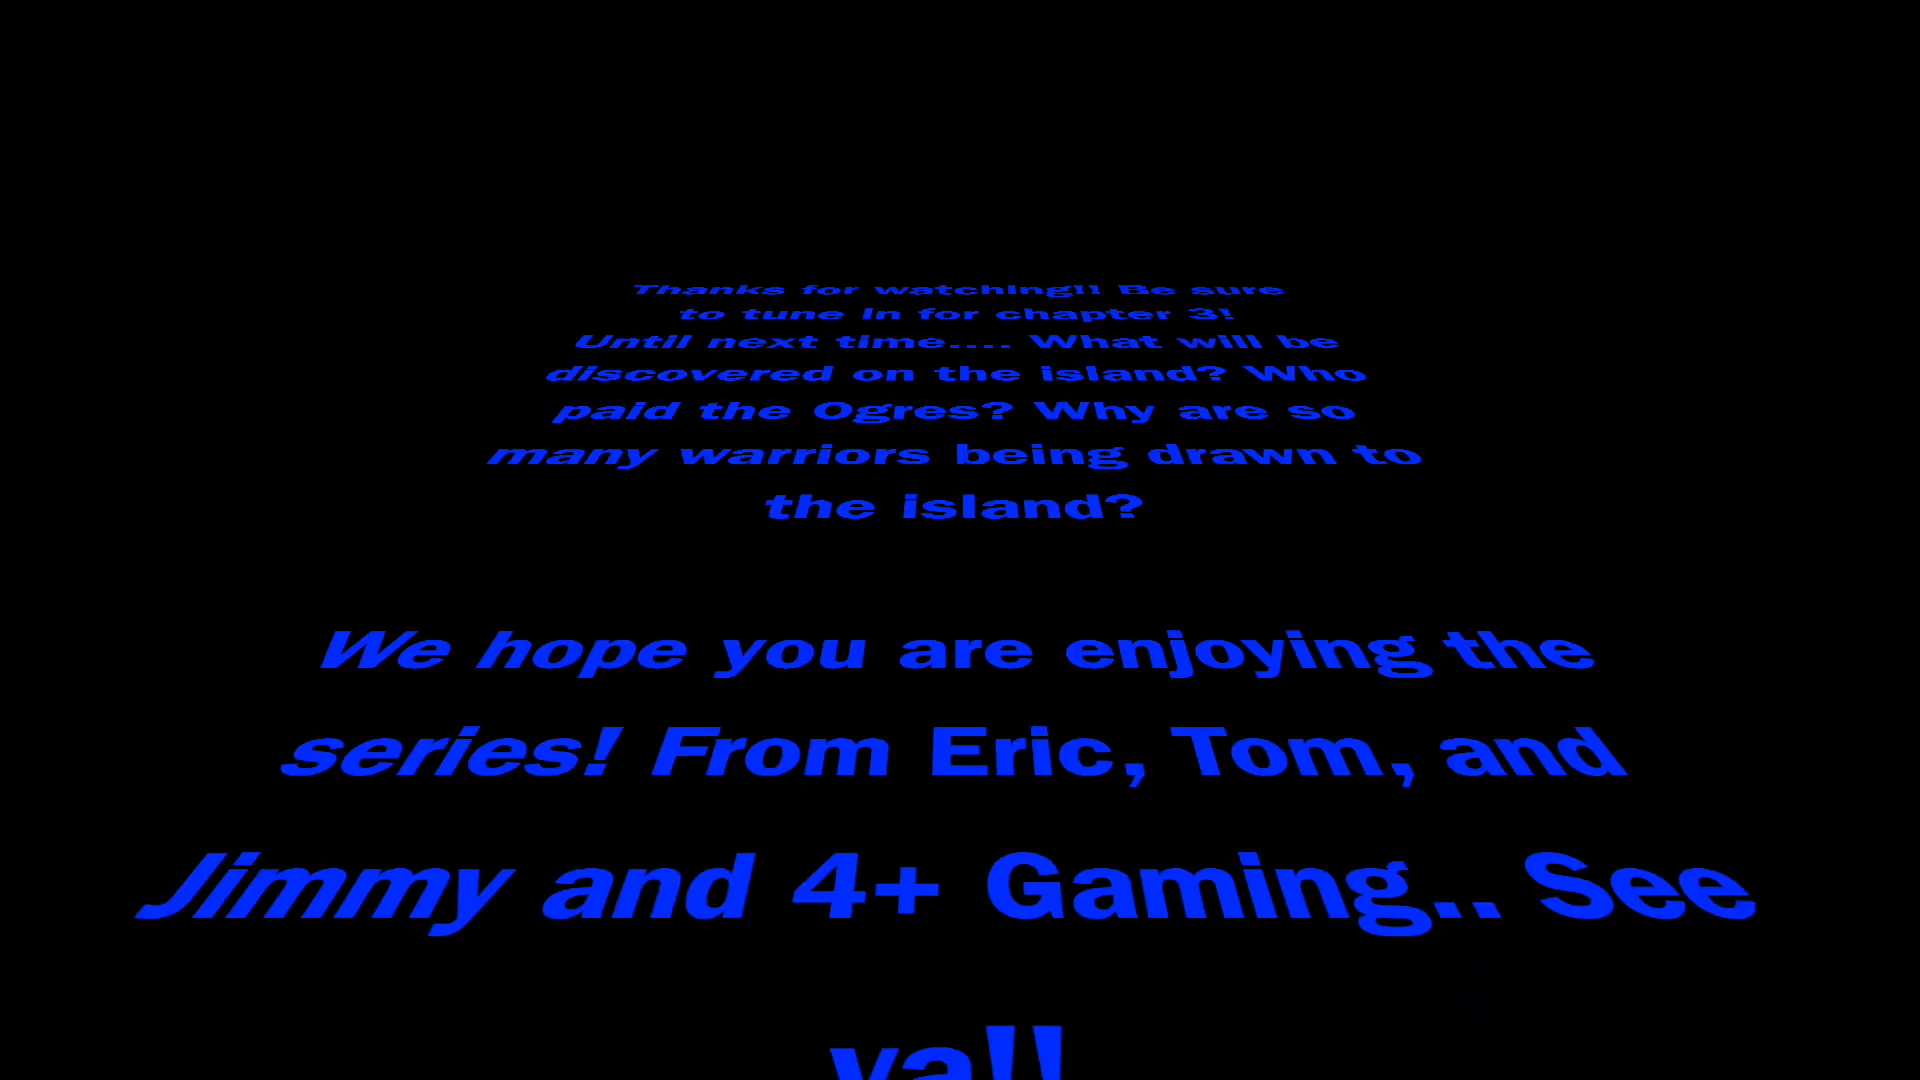 Thanks for watching!! Be sure
to tune in for chapter 3!
Until next time.... What will be
discovered on the island? Who
paid the Ogres? Why are so
many warriors being drawn to
the island?
We hope you are enjoying the
series! From Eric, Tom, and
Jimmy and 4+ Gaming.. See
ya!!